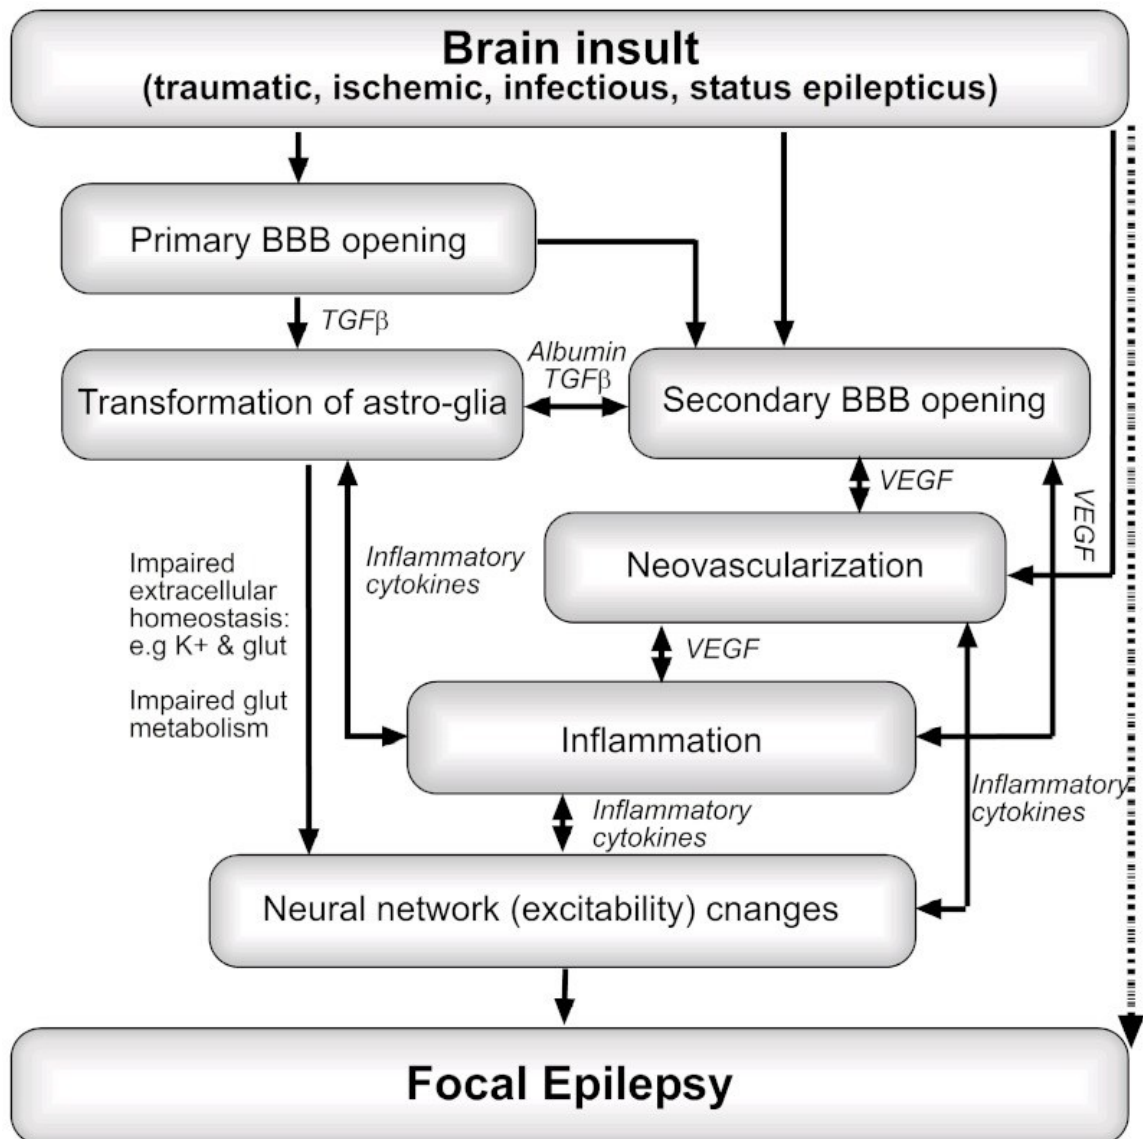 Brain insult
(traumatic, ischemic, infectious, status epilepticus)
Primary BBB opening
TGFβ
Albumin
TGFβ
Transformation of astro-glia
Secondary BBB opening
VEGF
VEGF
Impaired
extracellular
homeostasis:
e.g K+ & glut
Impaired glut
metabolism
Inflammatory
cytokines
Neovascularization
VEGF
Inflammation
Inflammatory
cytokines
Inflammatory
cytokines
Neural network (excitability) cnanges
Focal Epilepsy